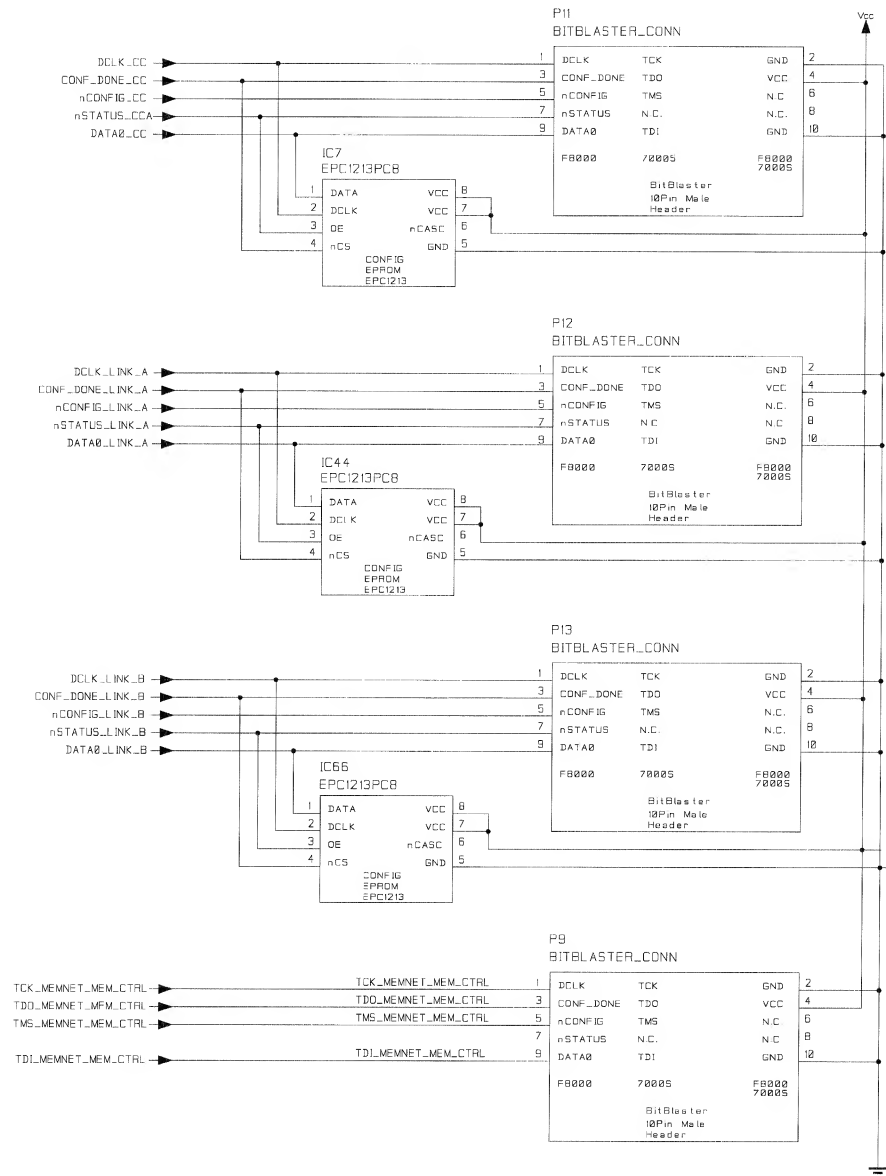 P11
BITBLASTER_CONN
Vcc
DCLK_CC
CONF_DONE_CC
nCONFIG_CC
nSTATUS_CCA
DATA0_CC
1 DCLK TCK GND 2
3 CONF_DONE TDO VCC 4
5 nCONFIG TMS N.C 6
7 nSTATUS N.C. N.C. 8
9 DATA0 TDI GND 10
F8000 7000S F8000
7000S
BitBlaster
10Pin Male
Header
IC7
EPC1213PC8
1 DATA VCC 8
2 DCLK VCC 7
3 OE nCASC 6
4 nCS GND 5
CONFIG
EPROM
EPC1213
P12
BITBLASTER_CONN
DCLK_LINK_A
CONF_DONE_LINK_A
nCONFIG_LINK_A
nSTATUS_LINK_A
DATA0_LINK_A
1 DCLK TCK GND 2
3 CONF_DONE TDO VCC 4
5 nCONFIG TMS N.C. 6
7 nSTATUS N.C N.C. 8
9 DATA0 TDI GND 10
F8000 7000S F8000
7000S
BitBlaster
10Pin Male
Header
IC44
EPC1213PC8
1 DATA VCC 8
2 DCLK VCC 7
3 OE nCASC 6
4 nCS GND 5
CONFIG
EPROM
EPC1213
P13
BITBLASTER_CONN
DCLK_LINK_B
CONF_DONE_LINK_B
nCONFIG_LINK_B
nSTATUS_LINK_B
DATA0_LINK_B
1 DCLK TCK GND 2
3 CONF_DONE TDO VCC 4
5 nCONFIG TMS N.C. 6
7 nSTATUS N.C. N.C. 8
9 DATA0 TDI GND 10
F8000 7000S F8000
7000S
BitBlaster
10Pin Male
Header
IC66
EPC1213PC8
1 DATA VCC 8
2 DCLK VCC 7
3 OE nCASC 6
4 nCS GND 5
CONFIG
EPROM
EPC1213
P9
BITBLASTER_CONN
TCK_MEMNET_MEM_CTRL TCK_MEMNET_MEM_CTRL
TDO_MEMNET_MEM_CTRL TDO_MEMNET_MEM_CTRL
TMS_MEMNET_MEM_CTRL TMS_MEMNET_MEM_CTRL
TDI_MEMNET_MEM_CTRL TDI_MEMNET_MEM_CTRL
1 DCLK TCK GND 2
3 CONF_DONE TDO VCC 4
5 nCONFIG TMS N.C 6
7 nSTATUS N.C. N.C 8
9 DATA0 TDI GND 10
F8000 7000S F8000
7000S
BitBlaster
10Pin Male
Header